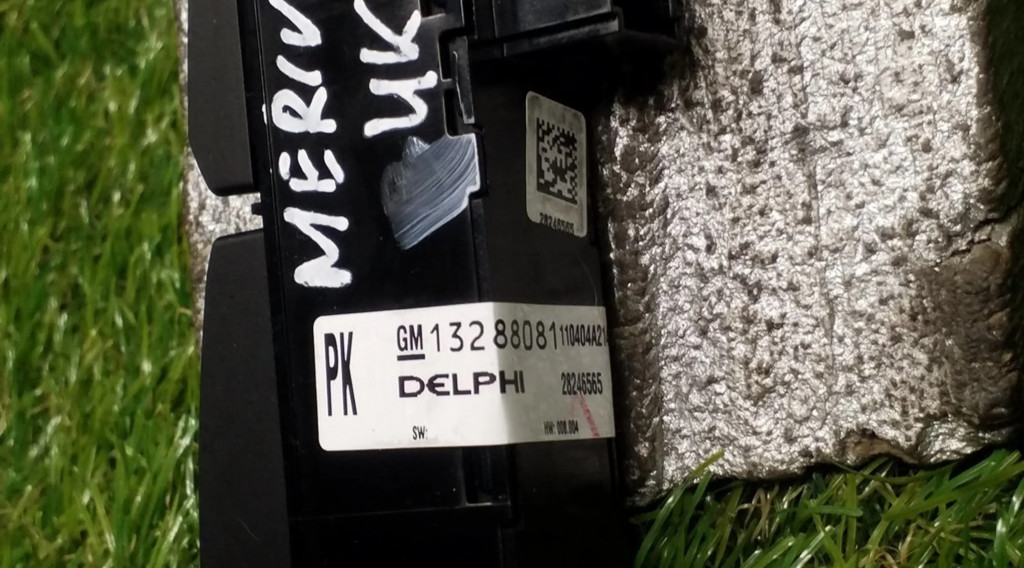 MERIV
UK
28246565
PK
GM 13288081 110404A21
DELPHI 28246565
SW: HW: 008.004